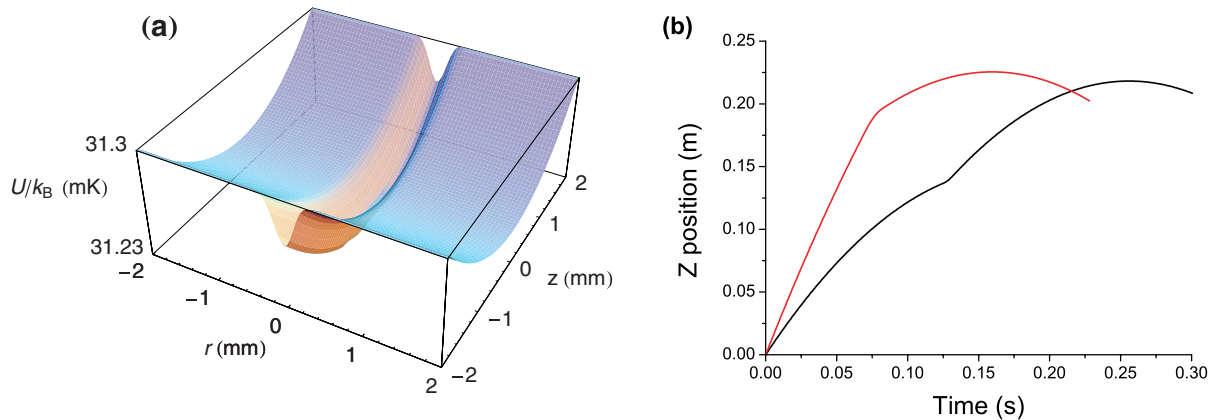 (a)
31.3
U/kB (mK)
31.23
−2
−1
0
1
2
r (mm)
−2
−1
0
1
2
z (mm)
(b)
0.25
0.20
0.15
0.10
0.05
0.00
Z position (m)
0.00 0.05 0.10 0.15 0.20 0.25 0.30
Time (s)